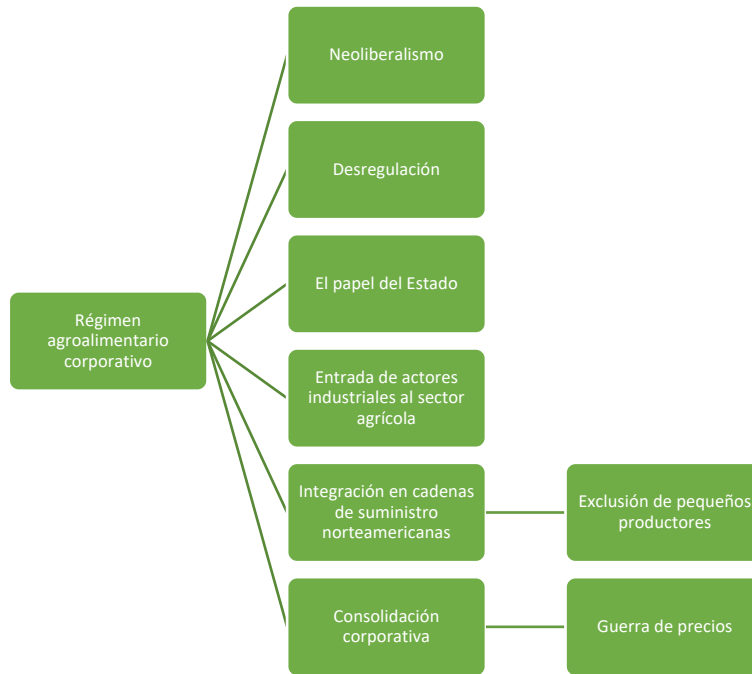 Neoliberalismo
Desregulación
El papel del Estado
Régimen
agroalimentario
corporativo
Entrada de actores
industriales al sector
agrícola
Integración en cadenas
de suministro
norteamericanas
Exclusión de pequeños
productores
Consolidación
corporativa
Guerra de precios